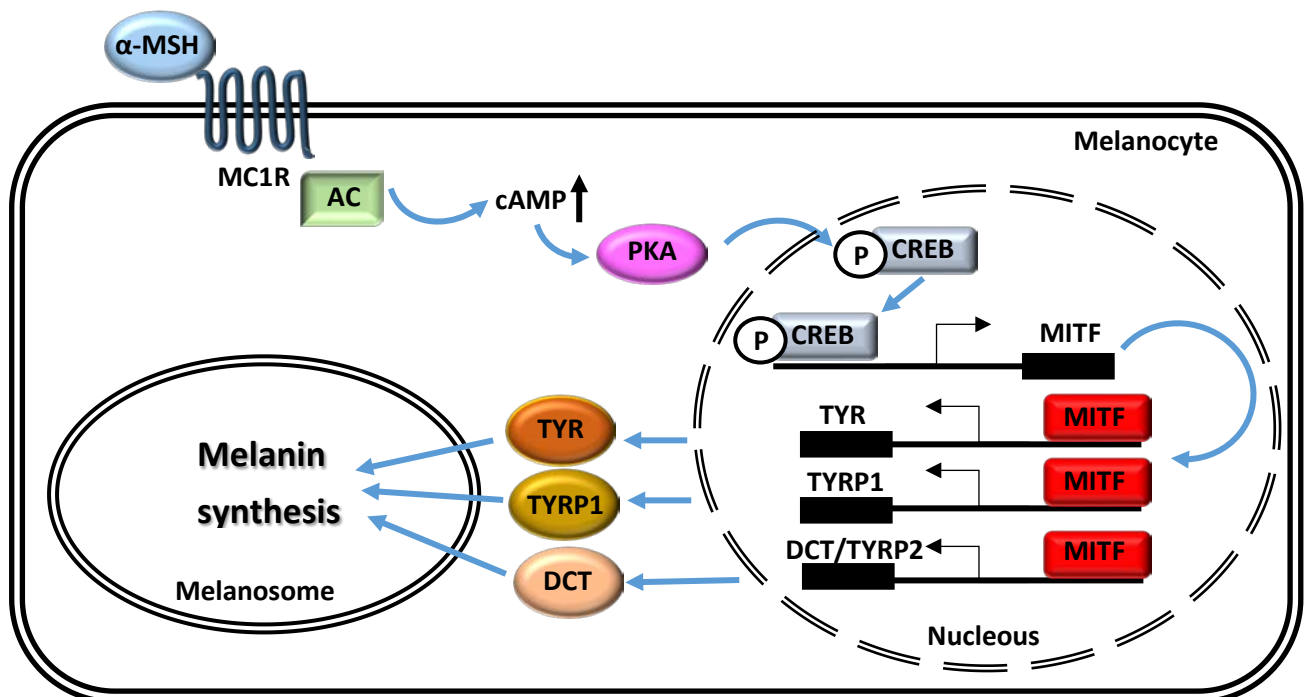 α-MSH
Melanocyte
MC1R
AC
cAMP
PKA
P
CREB
P
CREB
MITF
TYR
MITF
TYRP1
MITF
DCT/TYRP2
MITF
TYR
TYRP1
DCT
Melanin
synthesis
Melanosome
Nucleous